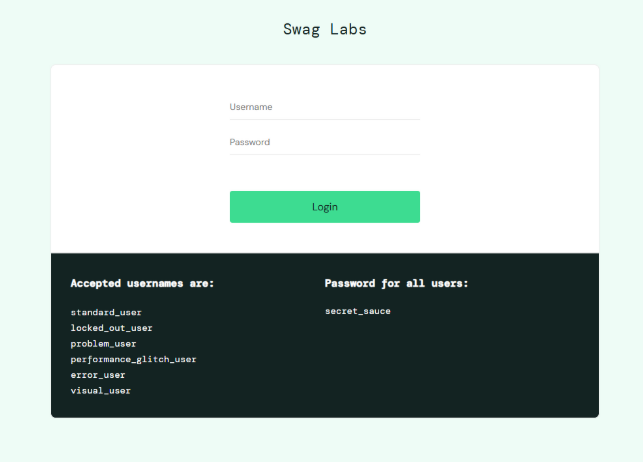 Swag Labs
Username
Password
Login
Accepted usernames are:
standard_user
locked_out_user
problem_user
performance_glitch_user
error_user
visual_user
Password for all users:
secret_sauce